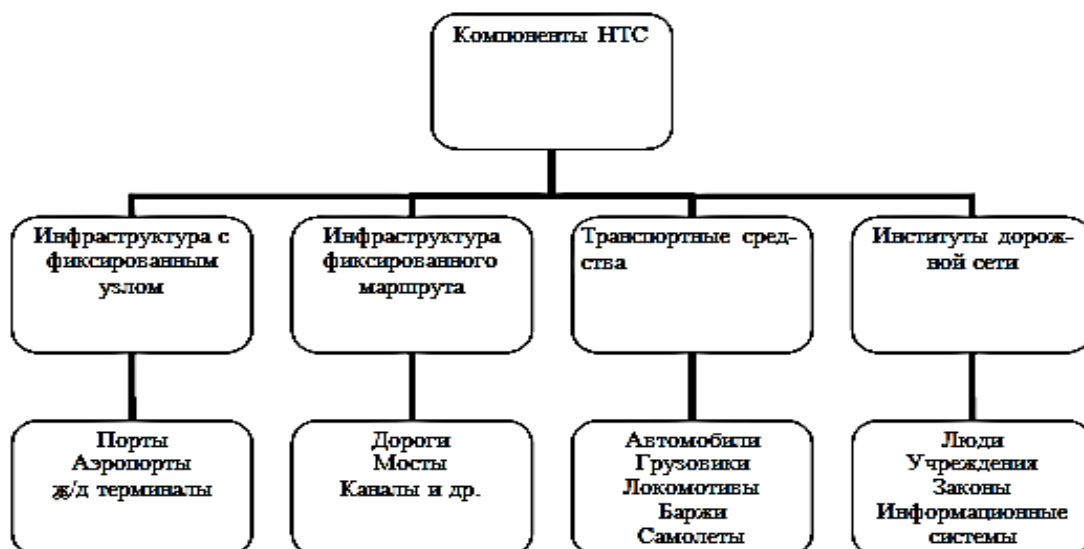 Компоненты НТС
Инфраструктура с
фиксированным
узлом
Инфраструктура
фиксированного
маршрута
Транспортные сред-
ства
Институты дорож-
ной сети
Порты
Аэропорты
ж/д терминалы
Дороги
Мосты
Каналы и др.
Автомобили
Грузовики
Локомотивы
Баржи
Самолеты
Люди
Учреждения
Законы
Информационные
системы